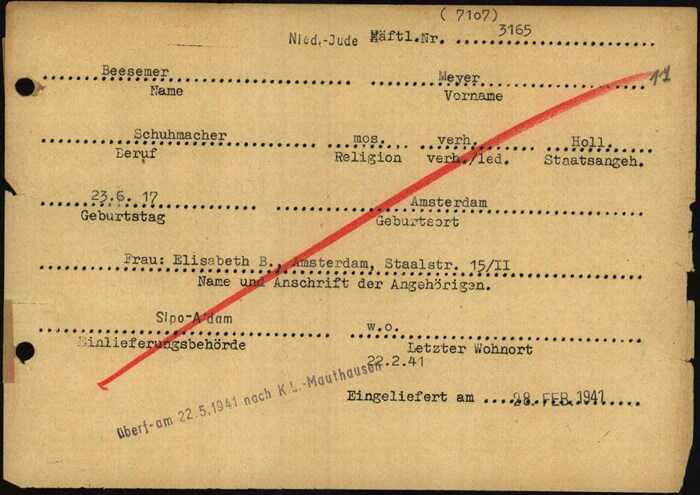 (7107)
Nied.-Jude Häftl.Nr. 3165
Beesemer Meyer
Name Vorname
11
Schuhmacher mos. verh. Holl.
Beruf Religion verh./led. Staatsangeh.
23.6. 17 Amsterdam
Geburtstag Geburtsort
Frau: Elisabeth B., Amsterdam, Staalstr. 15/II
Name und Anschrift der Angehörigen.
Sipo-A'dam w.o.
Einlieferungsbehörde Letzter Wohnort
22.2.41
Eingeliefert am 28. FEB. 1941
überf.am 22.5.1941 nach K.L.-Mauthausen